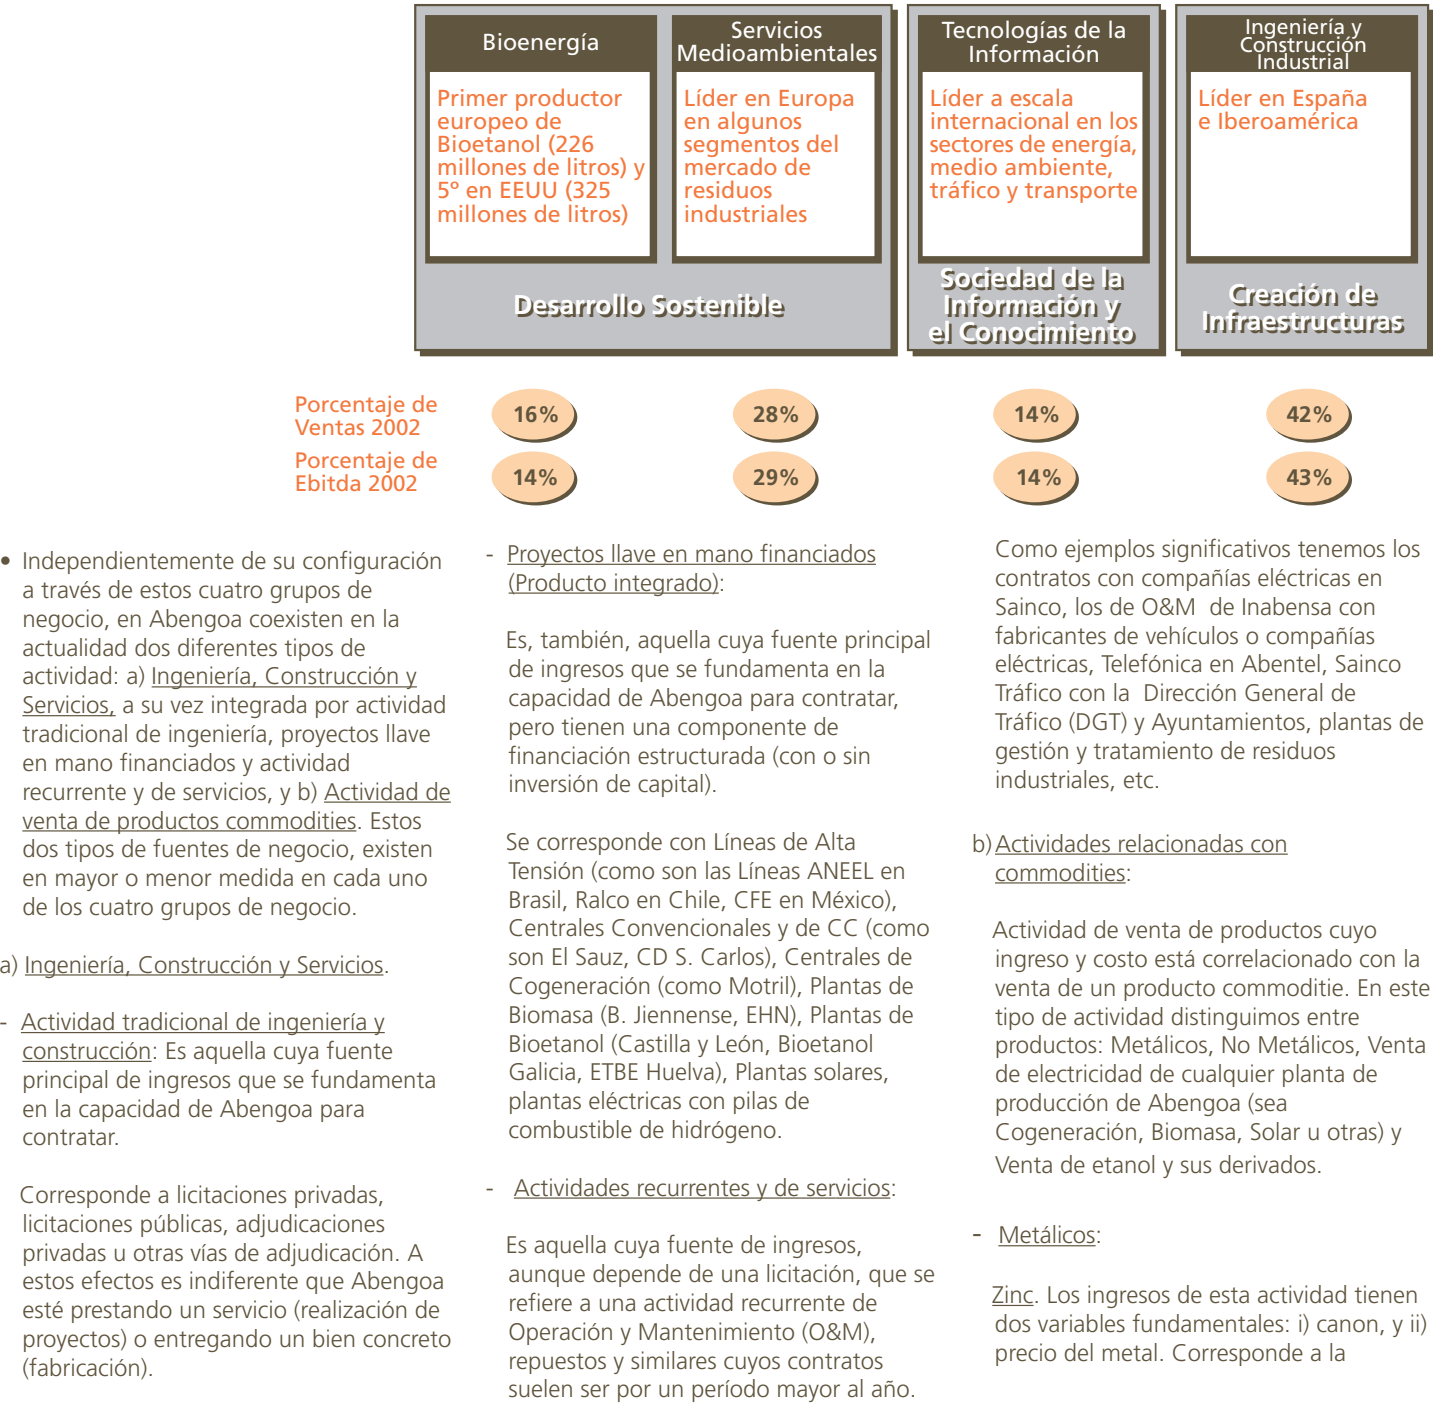 Bioenergía
Primer productor
europeo de
Bioetanol (226
millones de litros) y
5º en EEUU (325
millones de litros)
Servicios
Medioambientales
Líder en Europa
en algunos
segmentos del
mercado de
residuos
industriales
Desarrollo Sostenible
Tecnologías de la
Información
Líder a escala
internacional en los
sectores de energía,
medio ambiente,
tráfico y transporte
Sociedad de la
Información y
el Conocimiento
Ingeniería y
Construcción
Industrial
Líder en España
e Iberoamérica
Creación de
Infraestructuras
Porcentaje de
Ventas 2002
16%
28%
14%
42%
Porcentaje de
Ebitda 2002
14%
29%
14%
43%
• Independientemente de su configuración
a través de estos cuatro grupos de
negocio, en Abengoa coexisten en la
actualidad dos diferentes tipos de
actividad: a) Ingeniería, Construcción y
Servicios, a su vez integrada por actividad
tradicional de ingeniería, proyectos llave
en mano financiados y actividad
recurrente y de servicios, y b) Actividad de
venta de productos commodities. Estos
dos tipos de fuentes de negocio, existen
en mayor o menor medida en cada uno
de los cuatro grupos de negocio.
a) Ingeniería, Construcción y Servicios.
- Actividad tradicional de ingeniería y
construcción: Es aquella cuya fuente
principal de ingresos que se fundamenta
en la capacidad de Abengoa para
contratar.
Corresponde a licitaciones privadas,
licitaciones públicas, adjudicaciones
privadas u otras vías de adjudicación. A
estos efectos es indiferente que Abengoa
esté prestando un servicio (realización de
proyectos) o entregando un bien concreto
(fabricación).
- Proyectos llave en mano financiados
(Producto integrado):
Es, también, aquella cuya fuente principal
de ingresos que se fundamenta en la
capacidad de Abengoa para contratar,
pero tienen una componente de
financiación estructurada (con o sin
inversión de capital).
Se corresponde con Líneas de Alta
Tensión (como son las Líneas ANEEL en
Brasil, Ralco en Chile, CFE en México),
Centrales Convencionales y de CC (como
son El Sauz, CD S. Carlos), Centrales de
Cogeneración (como Motril), Plantas de
Biomasa (B. Jiennense, EHN), Plantas de
Bioetanol (Castilla y León, Bioetanol
Galicia, ETBE Huelva), Plantas solares,
plantas eléctricas con pilas de
combustible de hidrógeno.
- Actividades recurrentes y de servicios:
Es aquella cuya fuente de ingresos,
aunque depende de una licitación, que se
refiere a una actividad recurrente de
Operación y Mantenimiento (O&M),
repuestos y similares cuyos contratos
suelen ser por un período mayor al año.
Como ejemplos significativos tenemos los
contratos con compañías eléctricas en
Sainco, los de O&M de Inabensa con
fabricantes de vehículos o compañías
eléctricas, Telefónica en Abentel, Sainco
Tráfico con la Dirección General de
Tráfico (DGT) y Ayuntamientos, plantas de
gestión y tratamiento de residuos
industriales, etc.
b) Actividades relacionadas con
commodities:
Actividad de venta de productos cuyo
ingreso y costo está correlacionado con la
venta de un producto commoditie. En este
tipo de actividad distinguimos entre
productos: Metálicos, No Metálicos, Venta
de electricidad de cualquier planta de
producción de Abengoa (sea
Cogeneración, Biomasa, Solar u otras) y
Venta de etanol y sus derivados.
- Metálicos:
Zinc. Los ingresos de esta actividad tienen
dos variables fundamentales: i) canon, y ii)
precio del metal. Corresponde a la